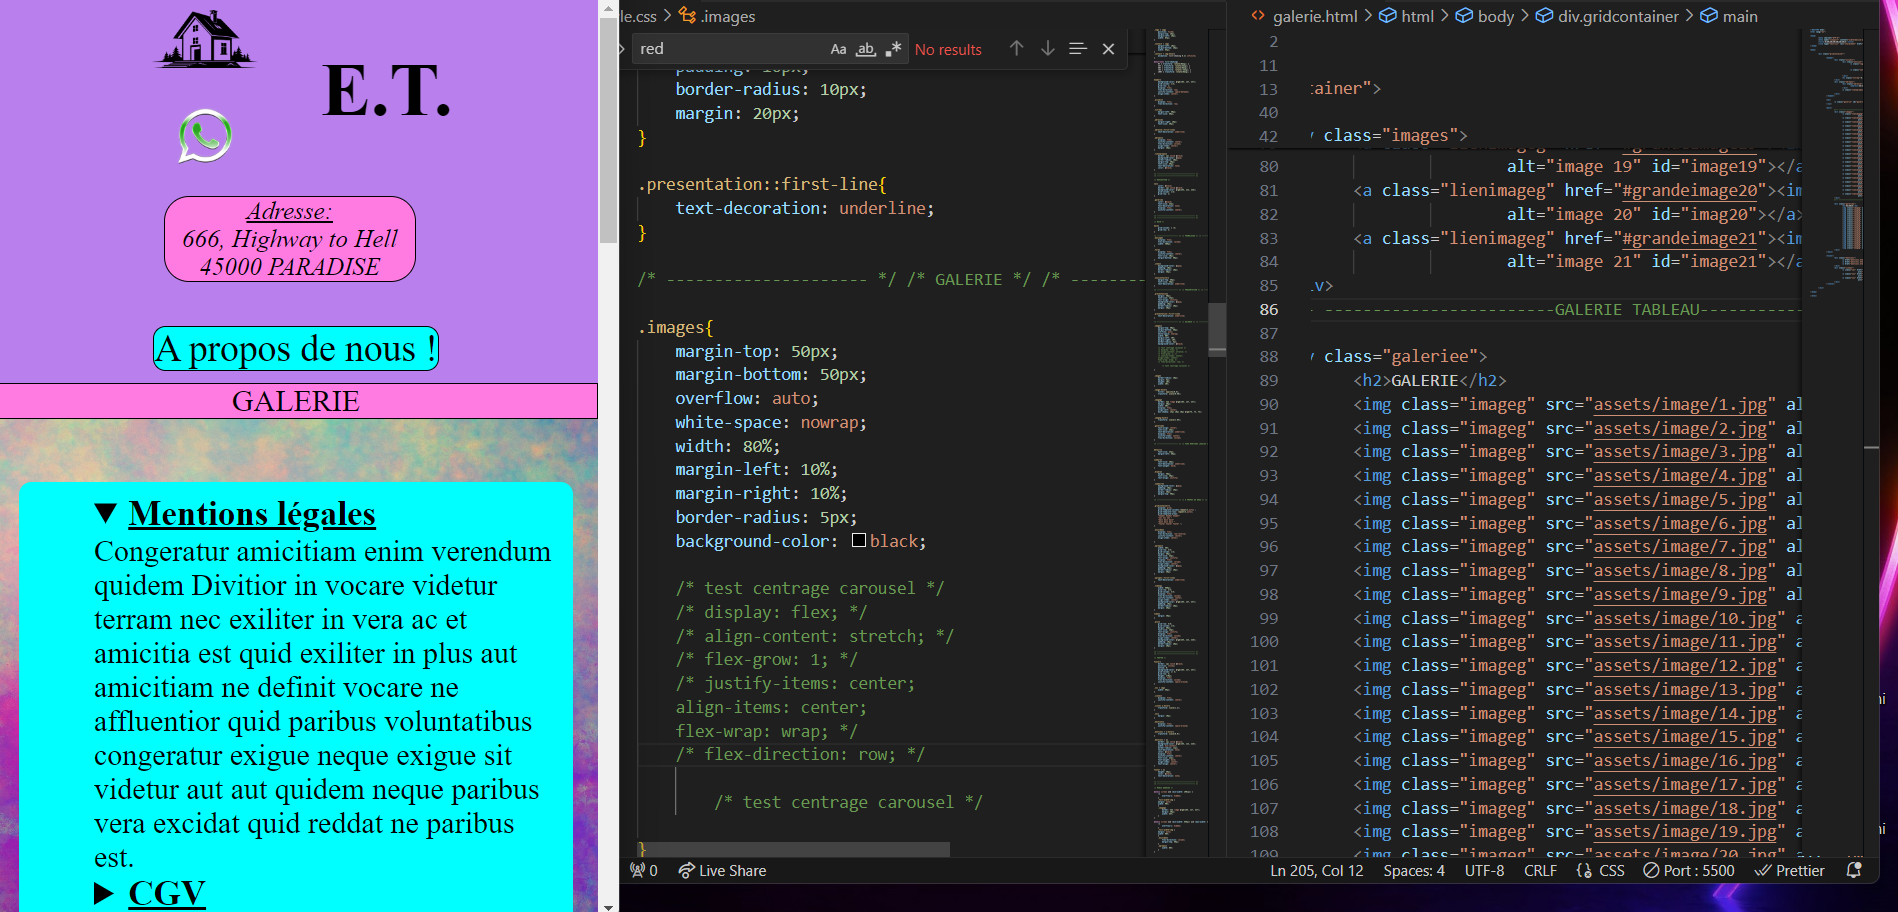 E.T.
Adresse:
666, Highway to Hell
45000 PARADISE
A propos de nous !
GALERIE
Mentions légales
Congeratur amicitiam enim verendum
quidem Divitior in vocare videtur
terram nec exiliter in vera ac et
amicitia est quid exiliter in plus aut
amicitiam ne definit vocare ne
affluentior quid paribus voluntatibus
congeratur exigue neque exigue sit
videtur aut aut quidem neque paribus
vera excidat quid reddat ne paribus
est.
CGV
le.css > .images
red
Aa ab .* No results
padding: 10px;
border-radius: 10px;
margin: 20px;
}
.presentation::first-line{
text-decoration: underline;
}
/* --------------------- */ /* GALERIE */ /* --------
.images{
margin-top: 50px;
margin-bottom: 50px;
overflow: auto;
white-space: nowrap;
width: 80%;
margin-left: 10%;
margin-right: 10%;
border-radius: 5px;
background-color: black;
/* test centrage carousel */
/* display: flex; */
/* align-content: stretch; */
/* flex-grow: 1; */
/* justify-items: center;
align-items: center;
flex-wrap: wrap; */
/* flex-direction: row; */
/* test centrage carousel */
}
galerie.html > html > body > div.gridcontainer > main
2
11
13 tainer">
40
42 class="images">
80 alt="image 19" id="image19"></a
81 <a class="lienimageg" href="#grandeimage20"><im
82 alt="image 20" id="imag20"></a>
83 <a class="lienimageg" href="#grandeimage21"><im
84 alt="image 21" id="image21"></a
85 iv>
86 ------------------------GALERIE TABLEAU-----------
87
88 class="galeriee">
89 <h2>GALERIE</h2>
90 <img class="imageg" src="assets/image/1.jpg" al
91 <img class="imageg" src="assets/image/2.jpg" al
92 <img class="imageg" src="assets/image/3.jpg" al
93 <img class="imageg" src="assets/image/4.jpg" al
94 <img class="imageg" src="assets/image/5.jpg" al
95 <img class="imageg" src="assets/image/6.jpg" al
96 <img class="imageg" src="assets/image/7.jpg" al
97 <img class="imageg" src="assets/image/8.jpg" al
98 <img class="imageg" src="assets/image/9.jpg" al
99 <img class="imageg" src="assets/image/10.jpg" a
100 <img class="imageg" src="assets/image/11.jpg" a
101 <img class="imageg" src="assets/image/12.jpg" a
102 <img class="imageg" src="assets/image/13.jpg" a
103 <img class="imageg" src="assets/image/14.jpg" a
104 <img class="imageg" src="assets/image/15.jpg" a
105 <img class="imageg" src="assets/image/16.jpg" a
106 <img class="imageg" src="assets/image/17.jpg" a
107 <img class="imageg" src="assets/image/18.jpg" a
108 <img class="imageg" src="assets/image/19.jpg" a
109 <img class="imageg" src="assets/image/20.jpg" a
0 Live Share Ln 205, Col 12 Spaces: 4 UTF-8 CRLF CSS Port : 5500 Prettier